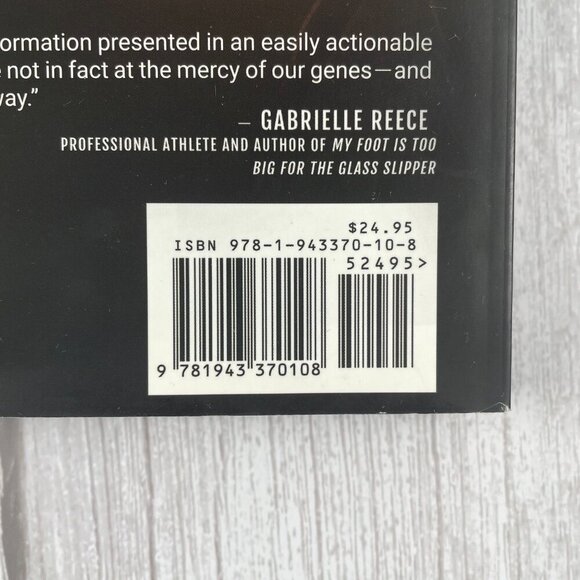 ormation presented in an easily actionable
not in fact at the mercy of our genes—and
way.”
– GABRIELLE REECE
PROFESSIONAL ATHLETE AND AUTHOR OF MY FOOT IS TOO
BIG FOR THE GLASS SLIPPER
$24.95
ISBN 978-1-943370-10-8
52495>
9 781943 370108